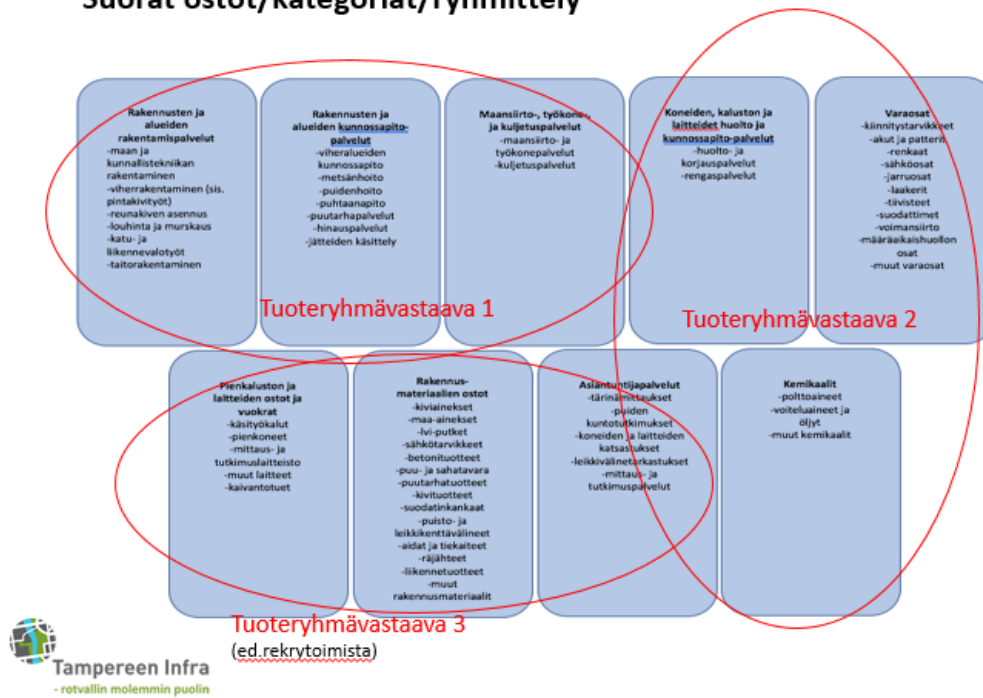 Suorat ostot/kategoriat/ryhmittely
Rakennusten ja
alueiden
rakentamispalvelut
-maan ja
kunnallistekniikan
rakentaminen
-viherrakentaminen (sis.
pintakivityöt)
-reunakiven asennus
-louhinta ja murskaus
-katu- ja
liikennevalotyöt
-taitorakentaminen
Rakennusten ja
alueiden kunnossapito-
palvelut
-viheralueiden
kunnossapito
-metsänhoito
-puidenhoito
-puhtaanapito
-puutarhapalvelut
-hinauspalvelut
-jätteiden käsittely
Maansiirto-, työkone-,
ja kuljetuspalvelut
-maansiirto- ja
työkonepalvelut
-kuljetuspalvelut
Koneiden, kaluston ja
laitteidet huolto ja
kunnossapito-palvelut
-huolto- ja
korjauspalvelut
-rengaspalvelut
Varaosat
-kiinnitystarvikkeet
-akut ja patterit
-renkaat
-sähköosat
-jarruosat
-laakerit
-tiivisteet
-suodattimet
-voimansiirto
-määräaikaishuollon
osat
-muut varaosat
Tuoteryhmävastaava 1
Tuoteryhmävastaava 2
Pienkaluston ja
laitteiden ostot ja
vuokrat
-käsityökalut
-pienkoneet
-mittaus- ja
tutkimuslaitteisto
-muut laitteet
-kaivantotuet
Rakennus-
materiaalien ostot
-kiviainekset
-maa-ainekset
-lvi-putket
-sähkötarvikkeet
-betonituotteet
-puu- ja sahatavara
-puutarhatuotteet
-kivituotteet
-suodatinkankaat
-puisto- ja
leikkikenttävälineet
-aidat ja tiekaiteet
-räjähteet
-liikennetuotteet
-muut
rakennusmateriaalit
Asiantuntijapalvelut
-tärinämittaukset
-puiden
kuntotutkimukset
-koneiden ja laitteiden
katsastukset
-leikkivälinetarkastukset
-mittaus- ja
tutkimuspalvelut
Kemikaalit
-polttoaineet
-voiteluaineet ja
öljyt
-muut kemikaalit
Tuoteryhmävastaava 3
(ed.rekrytoimista)
Tampereen Infra
- rotvallin molemmin puolin